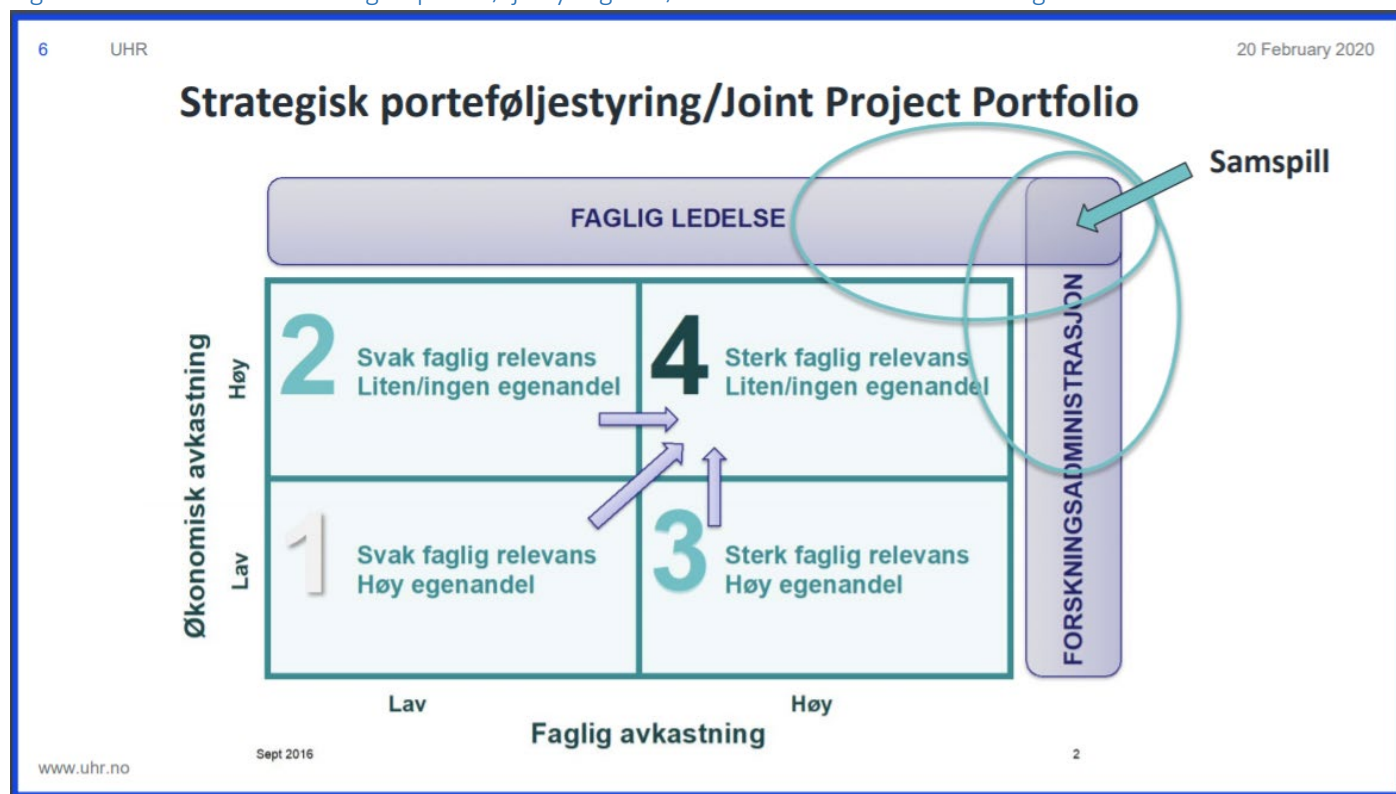 6 UHR 20 February 2020
Strategisk porteføljestyring/Joint Project Portfolio
Samspill
FAGLIG LEDELSE
FORSKNINGSADMINISTRASJON
Økonomisk avkastning
Høy
Lav
2 Svak faglig relevans
Liten/ingen egenandel
4 Sterk faglig relevans
Liten/ingen egenandel
1 Svak faglig relevans
Høy egenandel
3 Sterk faglig relevans
Høy egenandel
Lav Høy
Faglig avkastning
Sept 2016 2
www.uhr.no